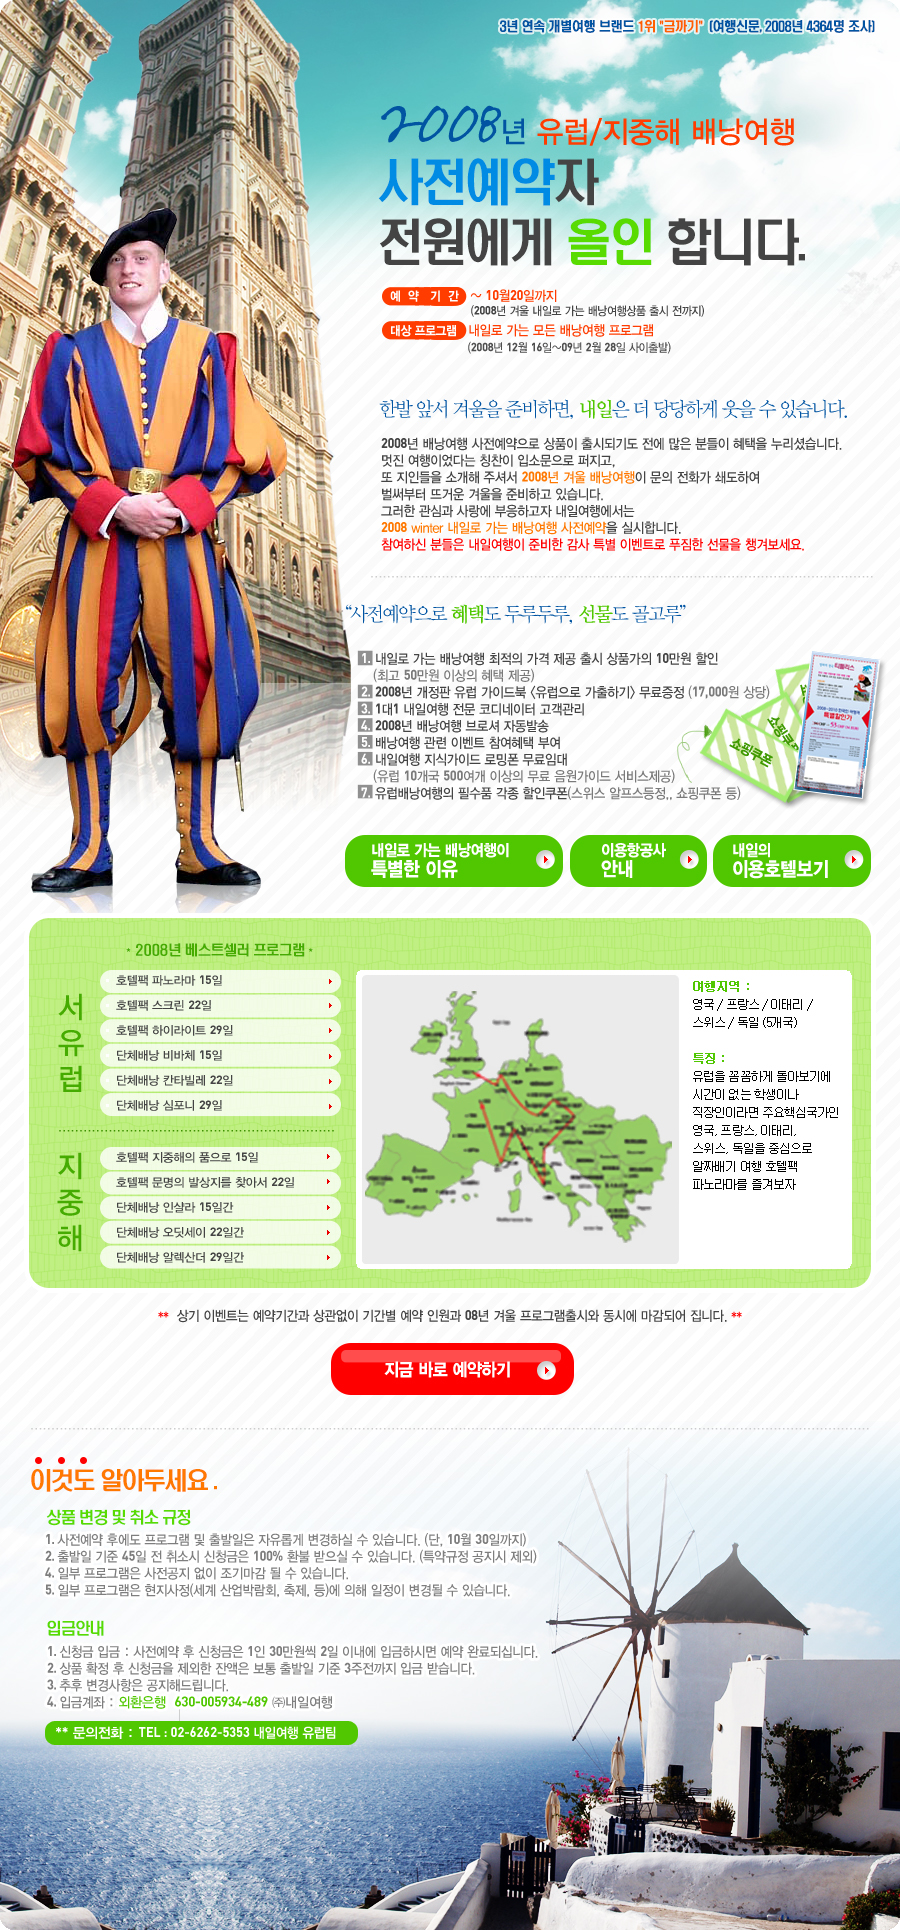 3년 연속 개별여행 브랜드 1위 "금까기" (여행신문, 2008년 4364명 조사)
2008년 유럽/지중해 배낭여행
사전예약자
전원에게 올인 합니다.
예 약 기 간 ~ 10월20일까지
(2008년 겨울 내일로 가는 배낭여행상품 출시 전까지)
대상 프로그램 내일로 가는 모든 배낭여행 프로그램
(2008년 12월 16일~09년 2월 28일 사이출발)
한발 앞서 겨울을 준비하면, 내일은 더 당당하게 웃을 수 있습니다.
2008년 배낭여행 사전예약으로 상품이 출시되기도 전에 많은 분들이 혜택을 누리셨습니다.
멋진 여행이었다는 칭찬이 입소문으로 퍼지고,
또 지인들을 소개해 주셔서 2008년 겨울 배낭여행이 문의 전화가 쇄도하여
벌써부터 뜨거운 겨울을 준비하고 있습니다.
그러한 관심과 사랑에 부응하고자 내일여행에서는
2008 winter 내일로 가는 배낭여행 사전예약을 실시합니다.
참여하신 분들은 내일여행이 준비한 감사 특별 이벤트로 푸짐한 선물을 챙겨보세요.
"사전예약으로 혜택도 두루두루, 선물도 골고루"
1. 내일로 가는 배낭여행 최적의 가격 제공 출시 상품가의 10만원 할인
(최고 50만원 이상의 혜택 제공)
2. 2008년 개정판 유럽 가이드북 <유럽으로 가출하기> 무료증정 (17,000원 상당)
3. 1대1 내일여행 전문 코디네이터 고객관리
4. 2008년 배낭여행 브로셔 자동발송
5. 배낭여행 관련 이벤트 참여혜택 부여
6. 내일여행 지식가이드 로밍폰 무료임대
(유럽 10개국 500여개 이상의 무료 음원가이드 서비스제공)
7. 유럽배낭여행의 필수품 각종 할인쿠폰(스위스 알프스등정,, 쇼핑쿠폰 등)
쇼핑쿠폰
특별할인가
내일로 가는 배낭여행이
특별한 이유
이용항공사
안내
내일의
이용호텔보기
* 2008년 베스트셀러 프로그램 *
서유럽
호텔팩 파노라마 15일
호텔팩 스크린 22일
호텔팩 하이라이트 29일
단체배낭 비바체 15일
단체배낭 칸타빌레 22일
단체배낭 심포니 29일
지중해
호텔팩 지중해의 품으로 15일
호텔팩 문명의 발상지를 찾아서 22일
단체배낭 인샬라 15일간
단체배낭 오딧세이 22일간
단체배낭 알렉산더 29일간
여행지역 :
영국 / 프랑스 / 이태리 /
스위스 / 독일 (5개국)
특징 :
유럽을 꼼꼼하게 돌아보기에
시간이 없는 학생이나
직장인이라면 주요핵심국가인
영국, 프랑스, 이태리,
스위스, 독일을 중심으로
알짜배기 여행 호텔팩
파노라마를 즐겨보자
** 상기 이벤트는 예약기간과 상관없이 기간별 예약 인원과 08년 겨울 프로그램출시와 동시에 마감되어 집니다. **
지금 바로 예약하기
이것도 알아두세요.
상품 변경 및 취소 규정
1. 사전예약 후에도 프로그램 및 출발일은 자유롭게 변경하실 수 있습니다. (단, 10월 30일까지)
2. 출발일 기준 45일 전 취소시 신청금은 100% 환불 받으실 수 있습니다. (특약규정 공지시 제외)
4. 일부 프로그램은 사전공지 없이 조기마감 될 수 있습니다.
5. 일부 프로그램은 현지사정(세계 산업박람회, 축제, 등)에 의해 일정이 변경될 수 있습니다.
입금안내
1. 신청금 입금 : 사전예약 후 신청금은 1인 30만원씩 2일 이내에 입금하시면 예약 완료되십니다.
2. 상품 확정 후 신청금을 제외한 잔액은 보통 출발일 기준 3주전까지 입금 받습니다.
3. 추후 변경사항은 공지해드립니다.
4. 입금계좌 : 외환은행 630-005934-489 ㈜내일여행
** 문의전화 : TEL : 02-6262-5353 내일여행 유럽팀